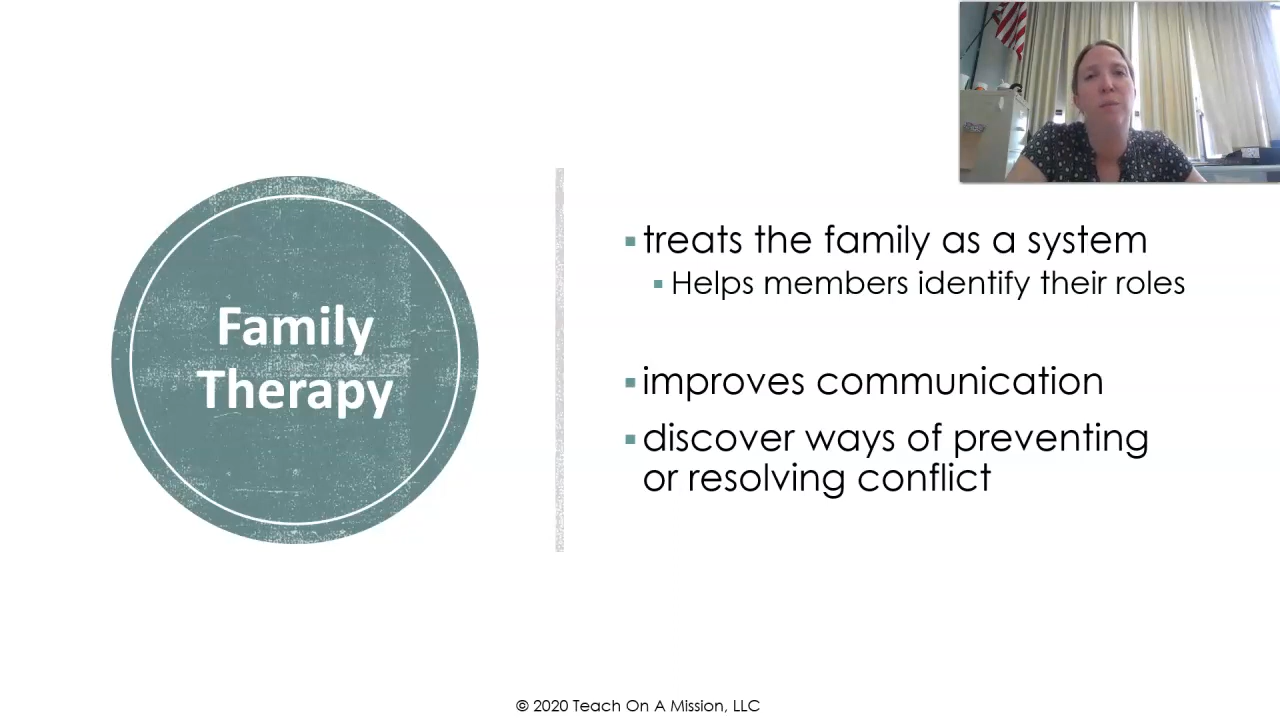 Family
Therapy
▪ treats the family as a system
▪ Helps members identify their roles
▪ improves communication
▪ discover ways of preventing
or resolving conflict
© 2020 Teach On A Mission, LLC